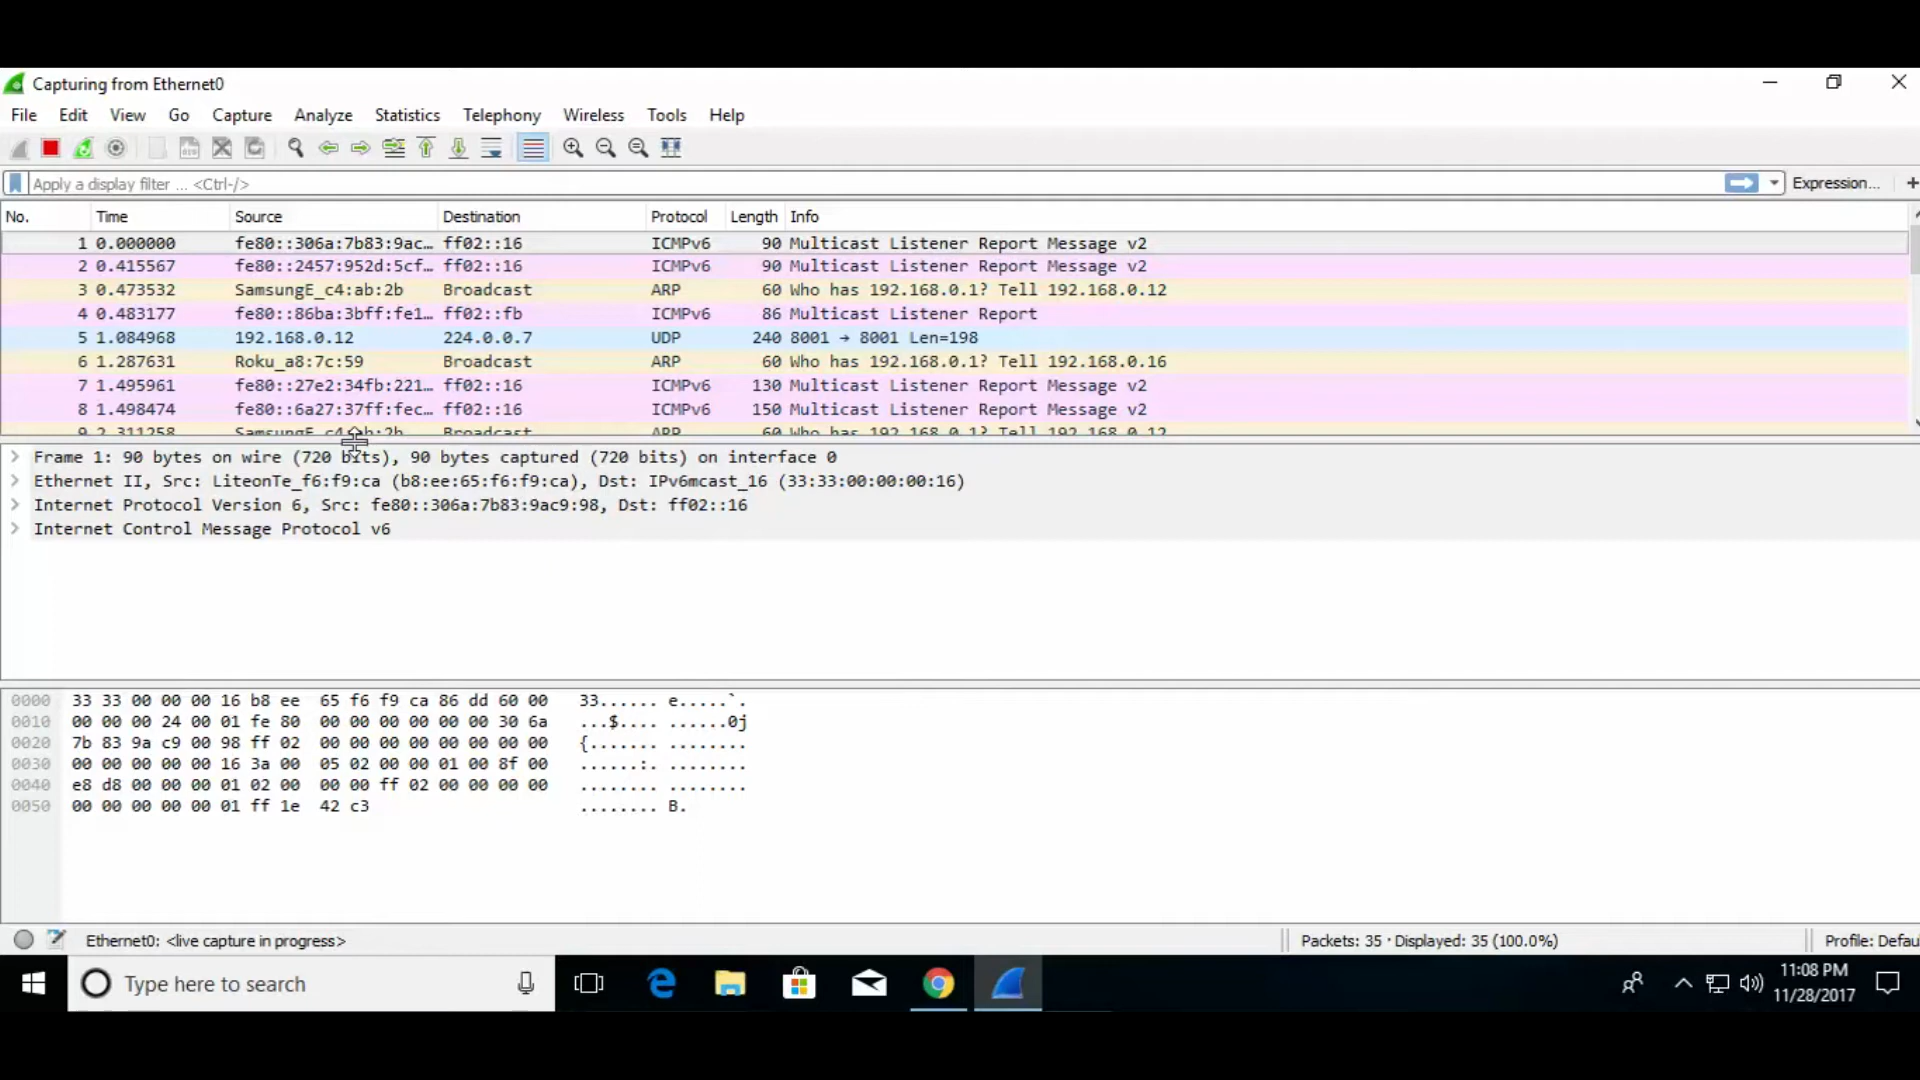 Capturing from Ethernet0
File Edit View Go Capture Analyze Statistics Telephony Wireless Tools Help
Apply a display filter ... <Ctrl-/> Expression... +
No. Time Source Destination Protocol Length Info
1 0.000000 fe80::306a:7b83:9ac… ff02::16 ICMPv6 90 Multicast Listener Report Message v2
2 0.415567 fe80::2457:952d:5cf… ff02::16 ICMPv6 90 Multicast Listener Report Message v2
3 0.473532 SamsungE_c4:ab:2b Broadcast ARP 60 Who has 192.168.0.1? Tell 192.168.0.12
4 0.483177 fe80::86ba:3bff:fe1… ff02::fb ICMPv6 86 Multicast Listener Report
5 1.084968 192.168.0.12 224.0.0.7 UDP 240 8001 → 8001 Len=198
6 1.287631 Roku_a8:7c:59 Broadcast ARP 60 Who has 192.168.0.1? Tell 192.168.0.16
7 1.495961 fe80::27e2:34fb:221… ff02::16 ICMPv6 130 Multicast Listener Report Message v2
8 1.498474 fe80::6a27:37ff:fec… ff02::16 ICMPv6 150 Multicast Listener Report Message v2
9 2.311258 SamsungE_c4:ab:2b Broadcast ARP 60 Who has 192.168.0.1? Tell 192.168.0.12
Frame 1: 90 bytes on wire (720 bits), 90 bytes captured (720 bits) on interface 0
Ethernet II, Src: LiteonTe_f6:f9:ca (b8:ee:65:f6:f9:ca), Dst: IPv6mcast_16 (33:33:00:00:00:16)
Internet Protocol Version 6, Src: fe80::306a:7b83:9ac9:98, Dst: ff02::16
Internet Control Message Protocol v6
0000 33 33 00 00 00 16 b8 ee 65 f6 f9 ca 86 dd 60 00 33...... e.....`.
0010 00 00 00 24 00 01 fe 80 00 00 00 00 00 00 30 6a ...$.... ......0j
0020 7b 83 9a c9 00 98 ff 02 00 00 00 00 00 00 00 00 {....... ........
0030 00 00 00 00 00 16 3a 00 05 02 00 00 01 00 8f 00 ......:. ........
0040 e8 d8 00 00 00 01 02 00 00 00 ff 02 00 00 00 00 ........ ........
0050 00 00 00 00 00 01 ff 1e 42 c3 ........ B.
Ethernet0: <live capture in progress> Packets: 35 · Displayed: 35 (100.0%) Profile: Defau
Type here to search
11:08 PM
11/28/2017